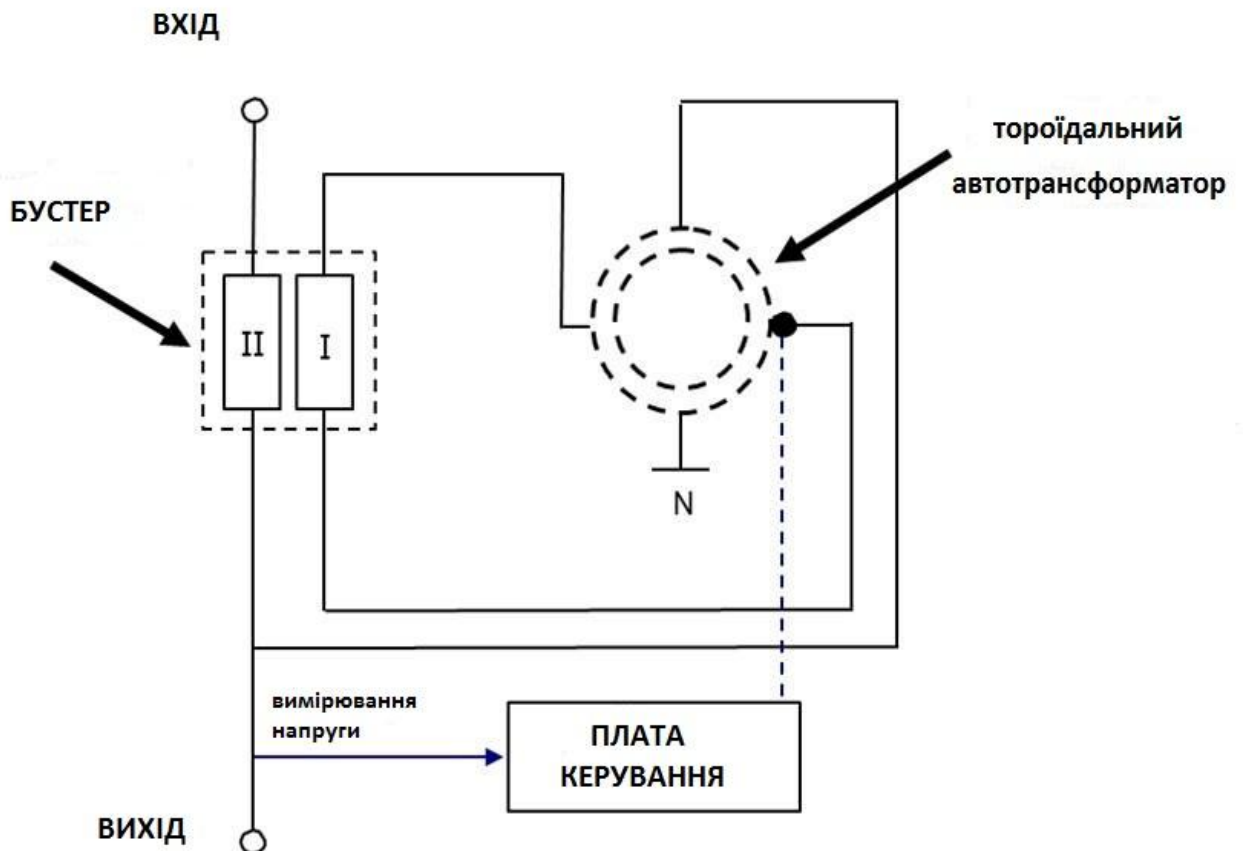 ВХІД
тороїдальний
автотрансформатор
БУСТЕР
II
I
N
вимірювання
напруги
ПЛАТА
КЕРУВАННЯ
ВИХІД